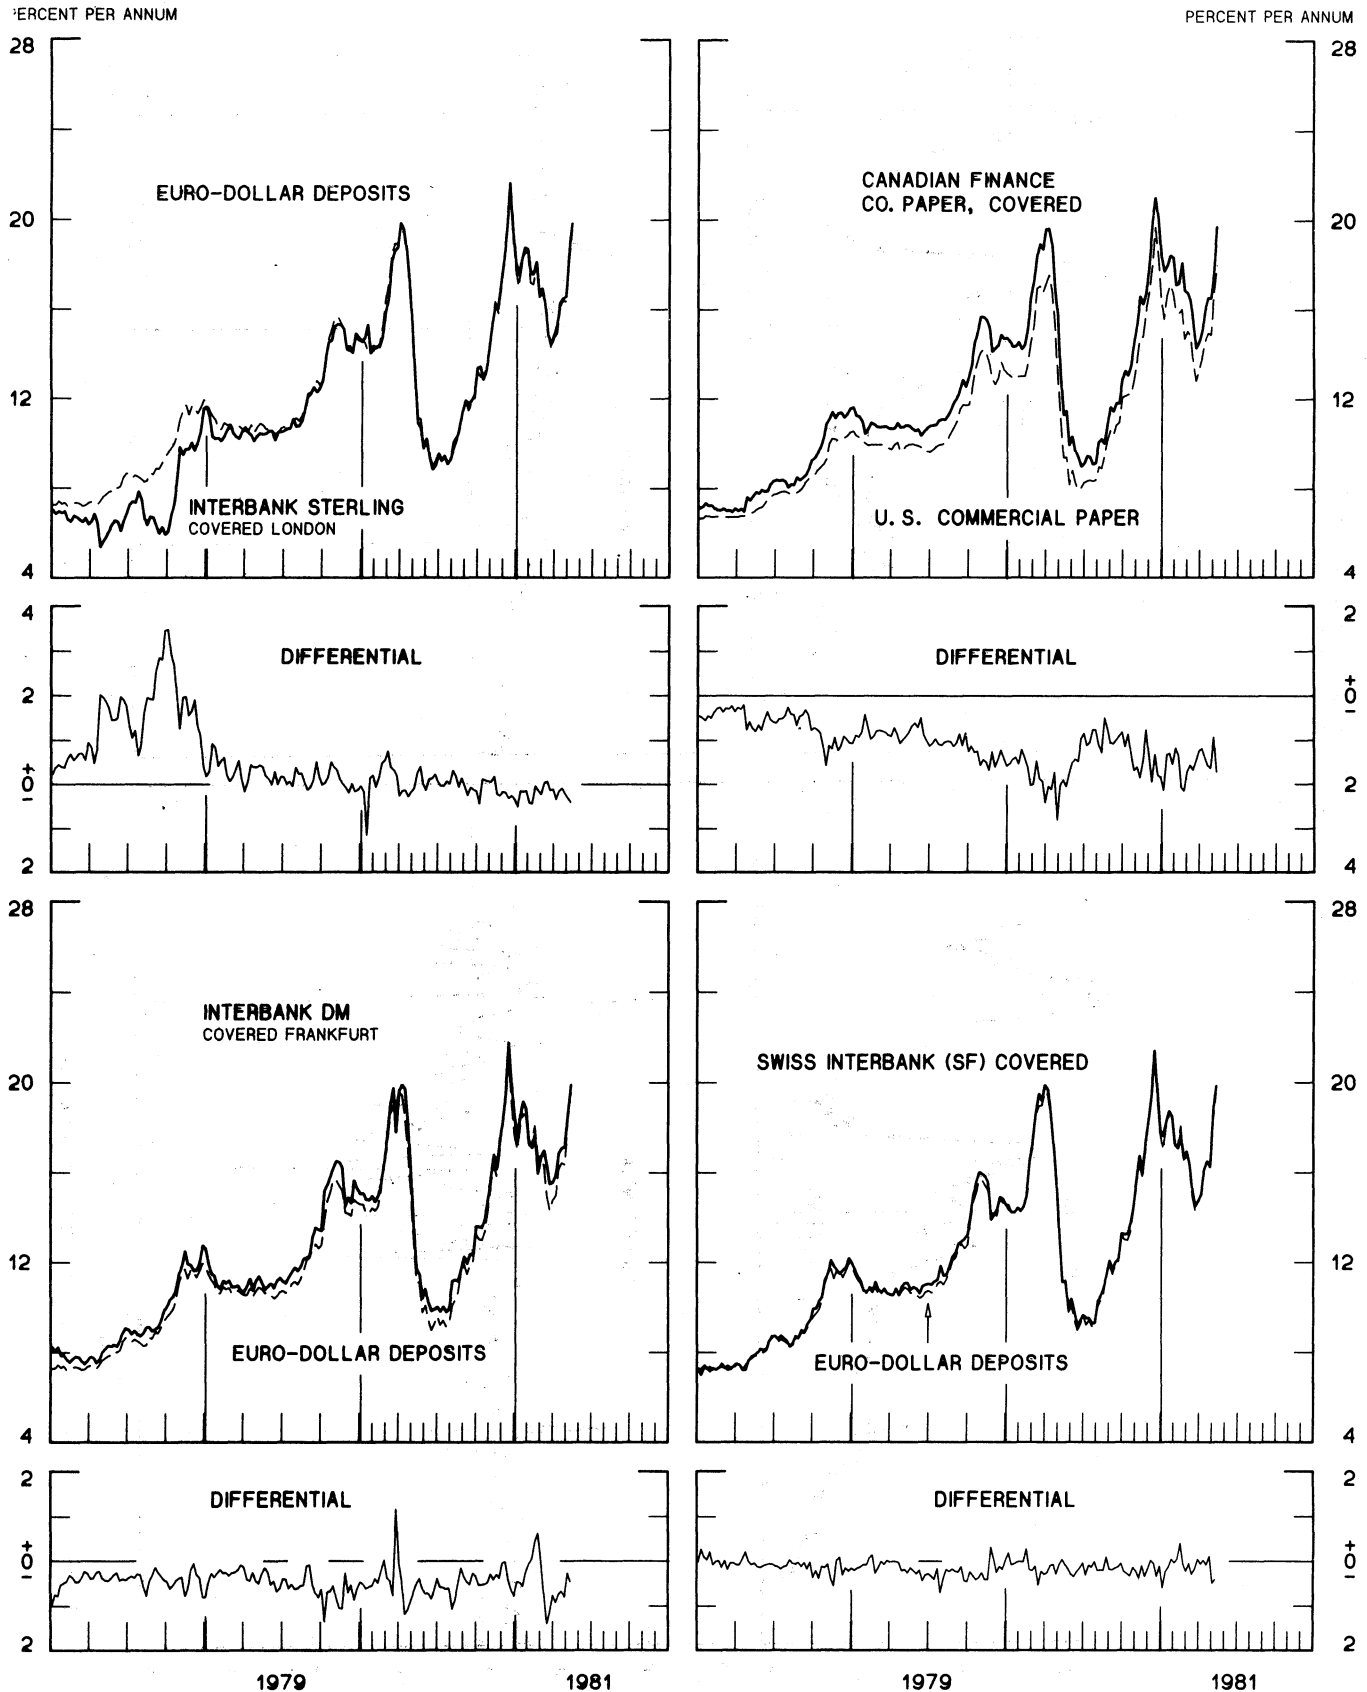 PERCENT PER ANNUM
PERCENT PER ANNUM
28
20
12
4
EURO-DOLLAR DEPOSITS
INTERBANK STERLING
COVERED LONDON
28
20
12
4
CANADIAN FINANCE
CO. PAPER, COVERED
U. S. COMMERCIAL PAPER
4
3
2
1
+
0
−
2
DIFFERENTIAL
2
+
0
−
2
4
DIFFERENTIAL
28
20
12
4
INTERBANK DM
COVERED FRANKFURT
EURO-DOLLAR DEPOSITS
28
20
12
4
SWISS INTERBANK (SF) COVERED
EURO-DOLLAR DEPOSITS
2
+
0
−
2
DIFFERENTIAL
2
+
0
−
2
DIFFERENTIAL
1979
1981
1979
1981